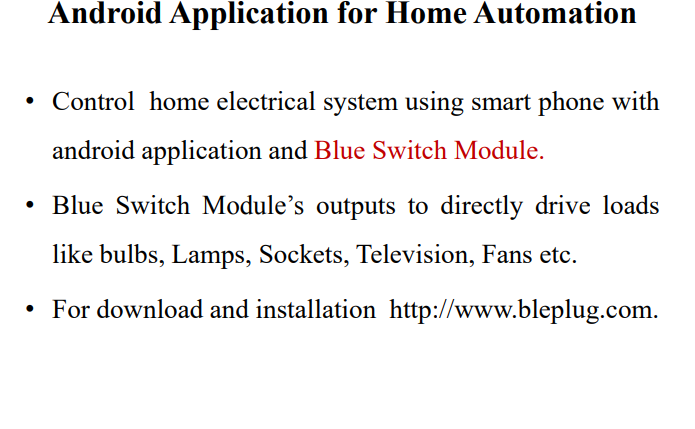 Android Application for Home Automation
• Control home electrical system using smart phone with
android application and Blue Switch Module.
• Blue Switch Module’s outputs to directly drive loads
like bulbs, Lamps, Sockets, Television, Fans etc.
• For download and installation http://www.bleplug.com.